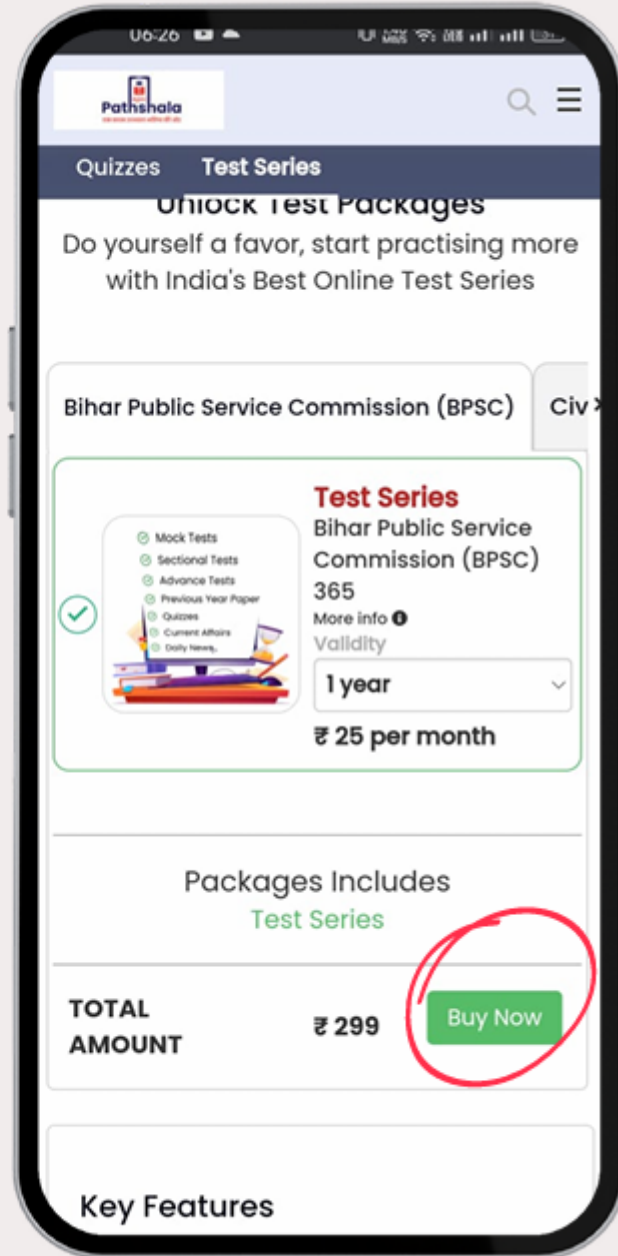 06:26
Pathshala
Quizzes Test Series
Unlock Test Packages
Do yourself a favor, start practising more
with India's Best Online Test Series
Bihar Public Service Commission (BPSC) Civ
Mock Tests
Sectional Tests
Advance Tests
Previous Year Paper
Quizzes
Current Affairs
Daily News,
Test Series
Bihar Public Service
Commission (BPSC)
365
More info
Validity
1 year
₹ 25 per month
Packages Includes
Test Series
TOTAL
AMOUNT
₹ 299
Buy Now
Key Features